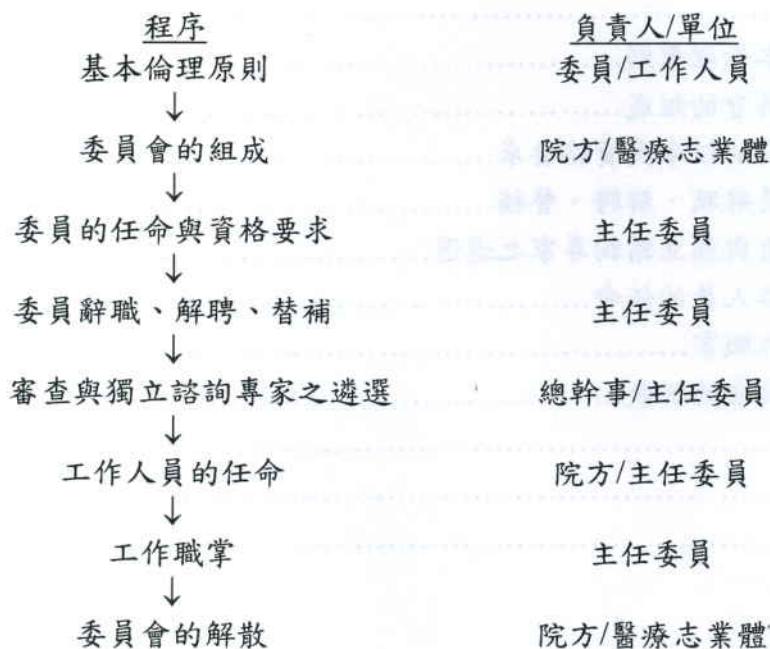 程序 負責人/單位
基本倫理原則 委員/工作人員
↓
委員會的組成 院方/醫療志業體
↓
委員的任命與資格要求 主任委員
↓
委員辭職、解聘、替補 主任委員
↓
審查與獨立諮詢專家之遴選 總幹事/主任委員
↓
工作人員的任命 院方/主任委員
↓
工作職掌 主任委員
↓
委員會的解散 院方/醫療志業體